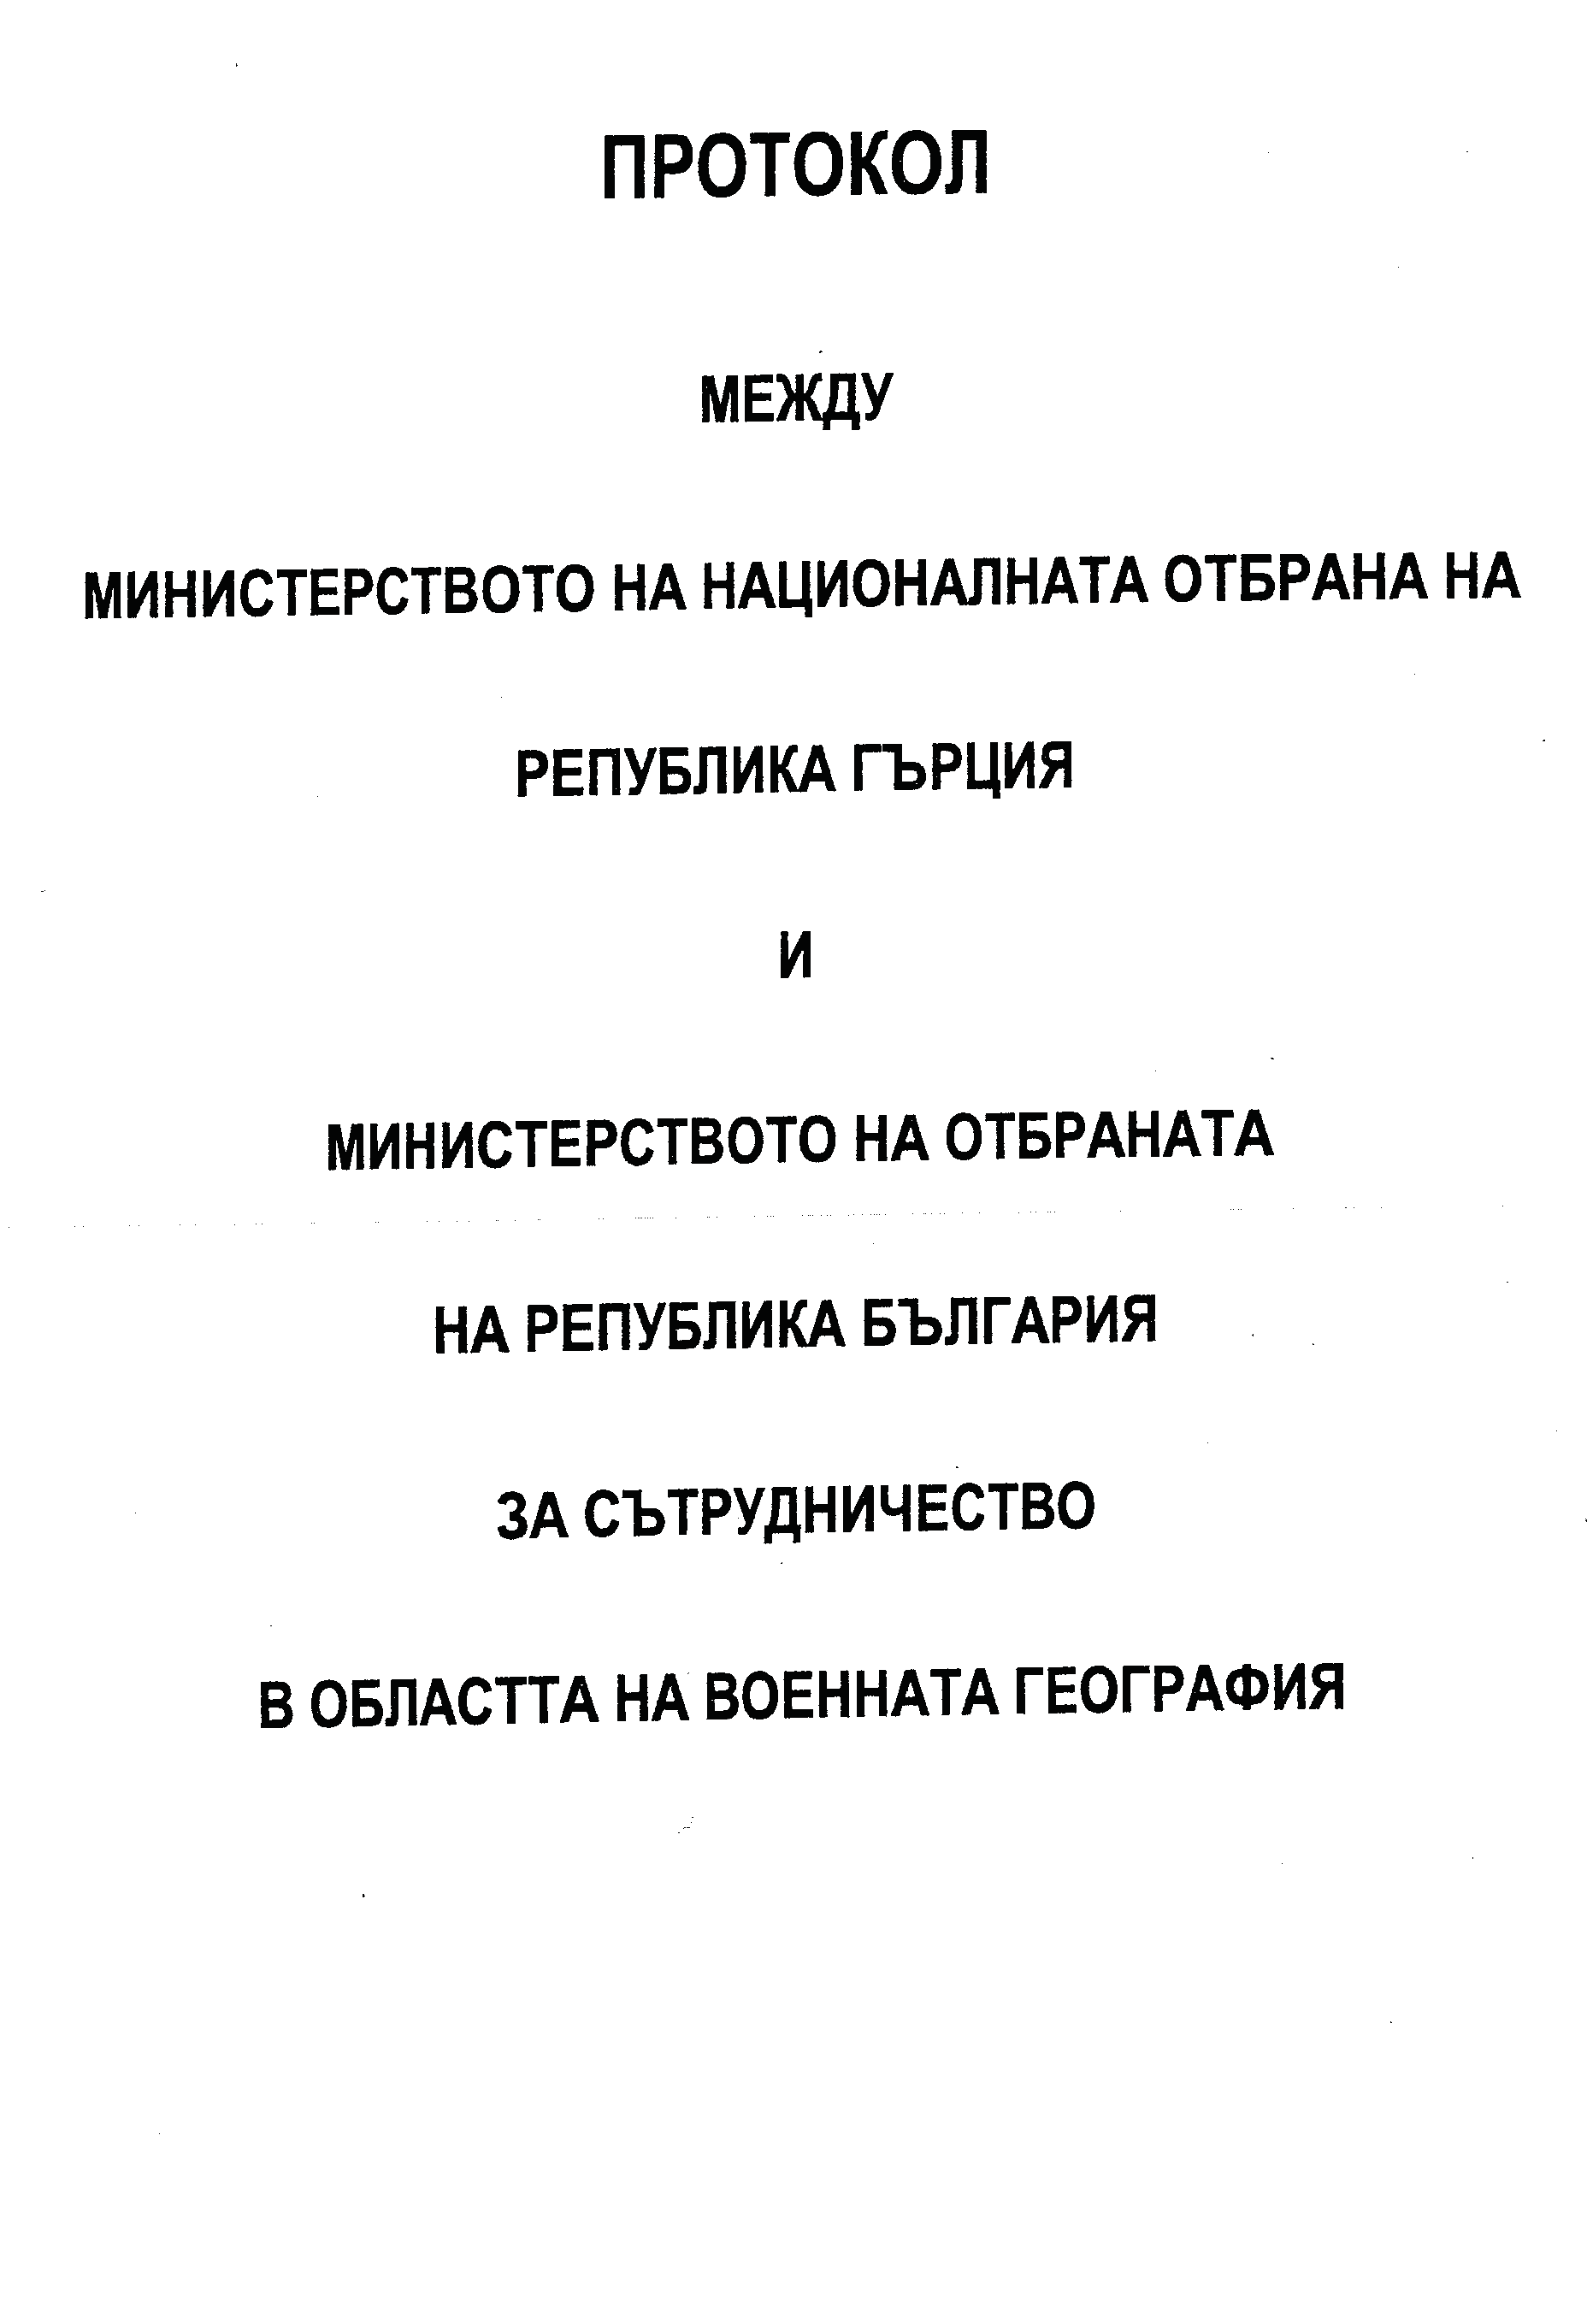 ПРОТОКОЛ
МЕЖДУ
МИНИСТЕРСТВОТО НА НАЦИОНАЛНАТА ОТБРАНА НА
РЕПУБЛИКА ГЪРЦИЯ
И
МИНИСТЕРСТВОТО НА ОТБРАНАТА
НА РЕПУБЛИКА БЪЛГАРИЯ
ЗА СЪТРУДНИЧЕСТВО
В ОБЛАСТТА НА ВОЕННАТА ГЕОГРАФИЯ